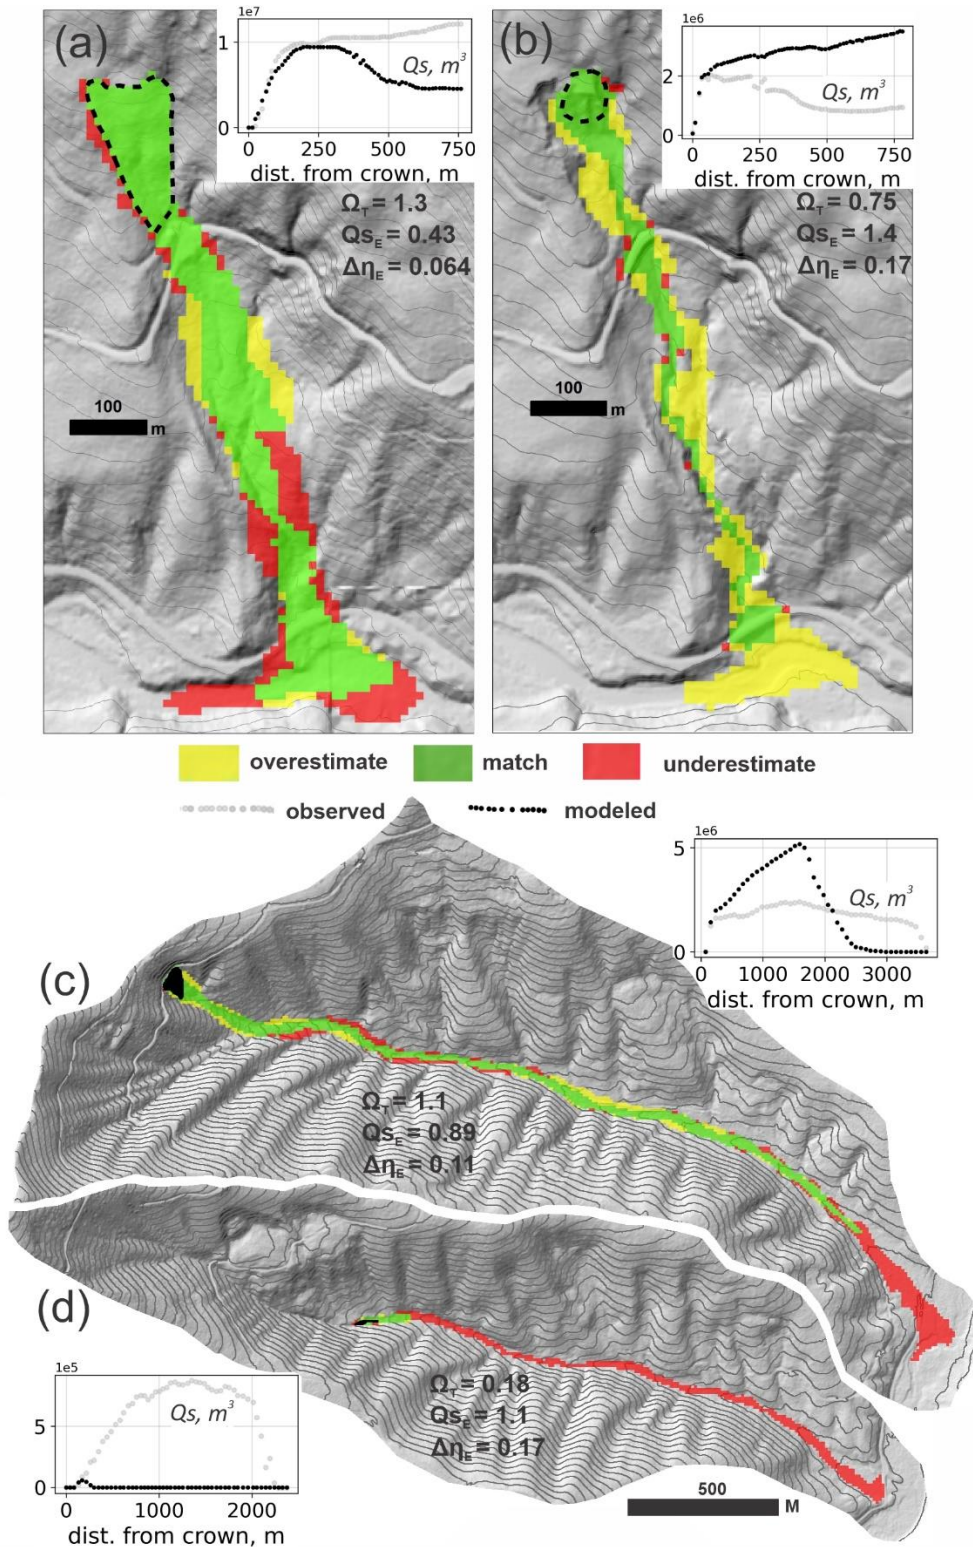 (a)
1e7
1
0
Qs, m³
0 250 500 750
dist. from crown, m
Ω_T = 1.3
Qs_E = 0.43
Δη_E = 0.064
100
m
(b)
1e6
2
0
Qs, m³
0 250 500 750
dist. from crown, m
Ω_T = 0.75
Qs_E = 1.4
Δη_E = 0.17
100
m
overestimate match underestimate
observed modeled
1e6
5
0
Qs, m³
0 1000 2000 3000
dist. from crown, m
(c)
Ω_T = 1.1
Qs_E = 0.89
Δη_E = 0.11
(d)
1e5
5
0
Qs, m³
0 1000 2000
dist. from crown, m
Ω_T = 0.18
Qs_E = 1.1
Δη_E = 0.17
500
M